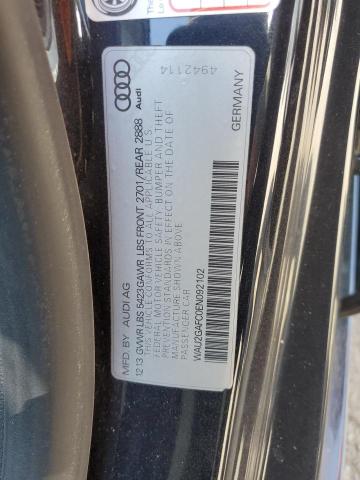 MFD. BY AUDI AG
12.13 GVWR LBS 5423 GAWR LBS FRONT 2701/REAR 2888
THIS VEHICLE CONFORMS TO ALL APPLICABLE U.S.
FEDERAL MOTOR VEHICLE SAFETY, BUMPER AND THEFT
PREVENTION STANDARDS IN EFFECT ON THE DATE OF
MANUFACTURE SHOWN ABOVE.
PASSENGER CAR
WAU2GAFC0EN092102
Audi
4942114
GERMANY